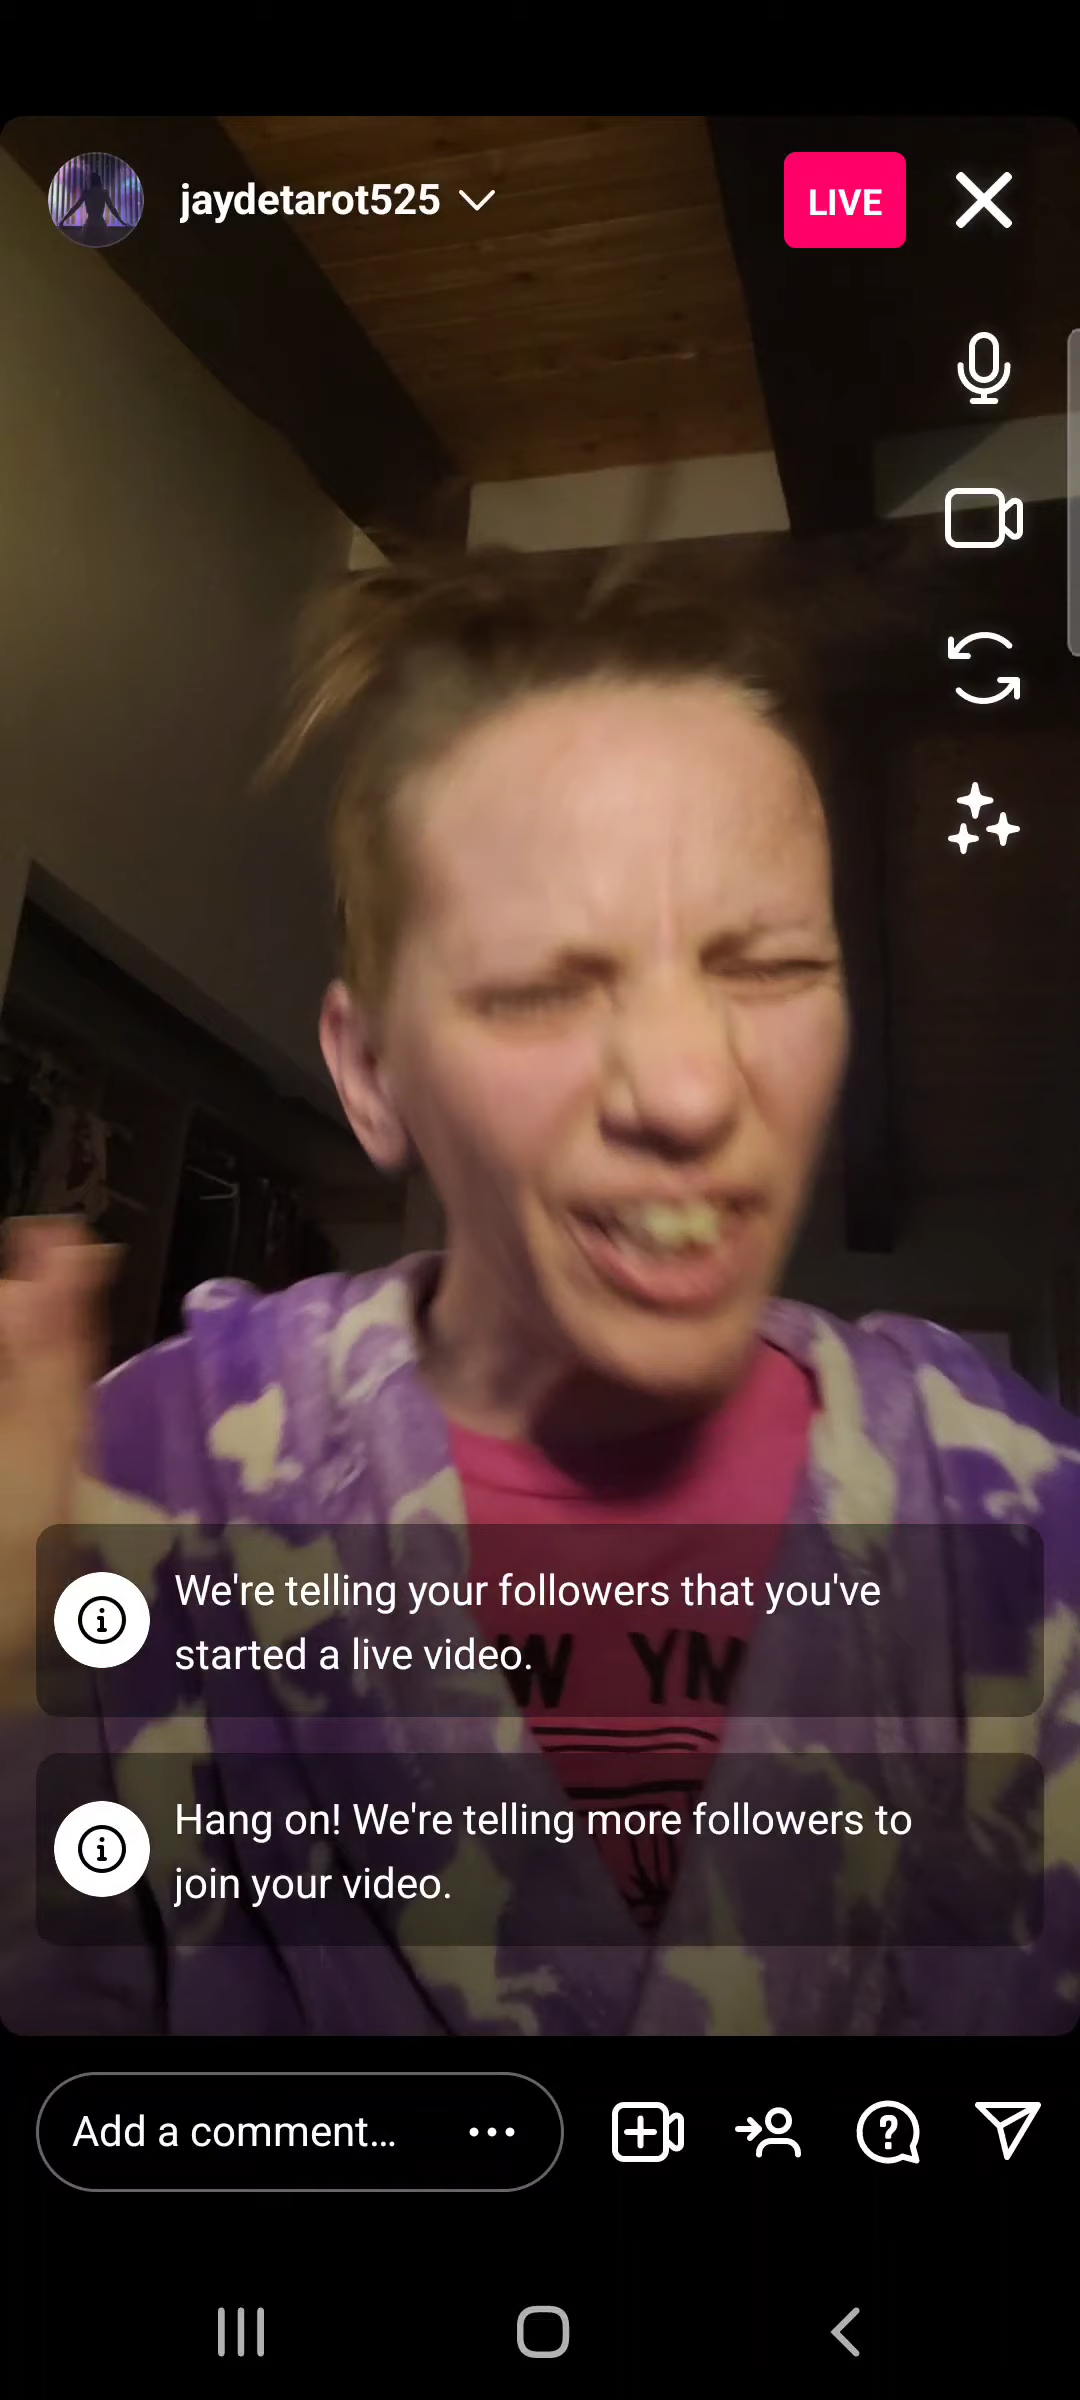 jaydetarot525
LIVE
We're telling your followers that you've
started a live video.
Hang on! We're telling more followers to
join your video.
Add a comment...